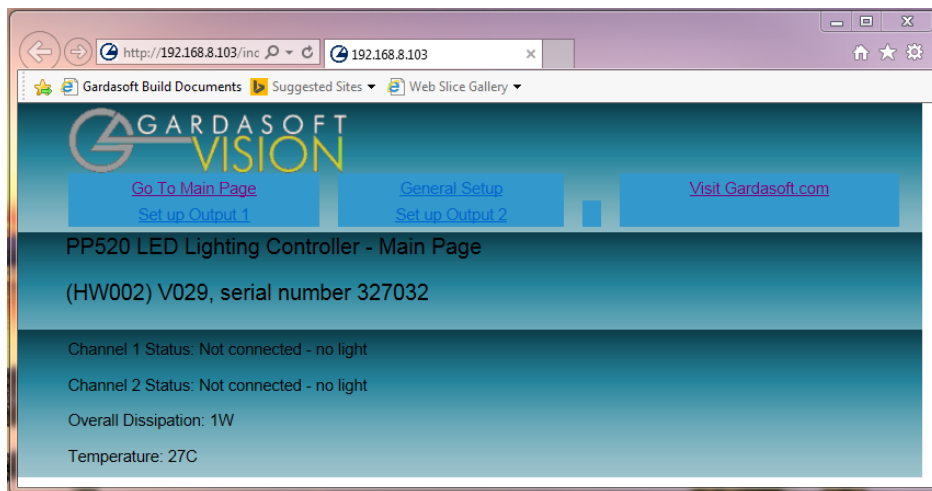 http://192.168.8.103/inc
192.168.8.103
Gardasoft Build Documents
Suggested Sites
Web Slice Gallery
GARDASOFT
VISION
Go To Main Page
General Setup
Visit Gardasoft.com
Set up Output 1
Set up Output 2
PP520 LED Lighting Controller - Main Page
(HW002) V029, serial number 327032
Channel 1 Status: Not connected - no light
Channel 2 Status: Not connected - no light
Overall Dissipation: 1W
Temperature: 27C